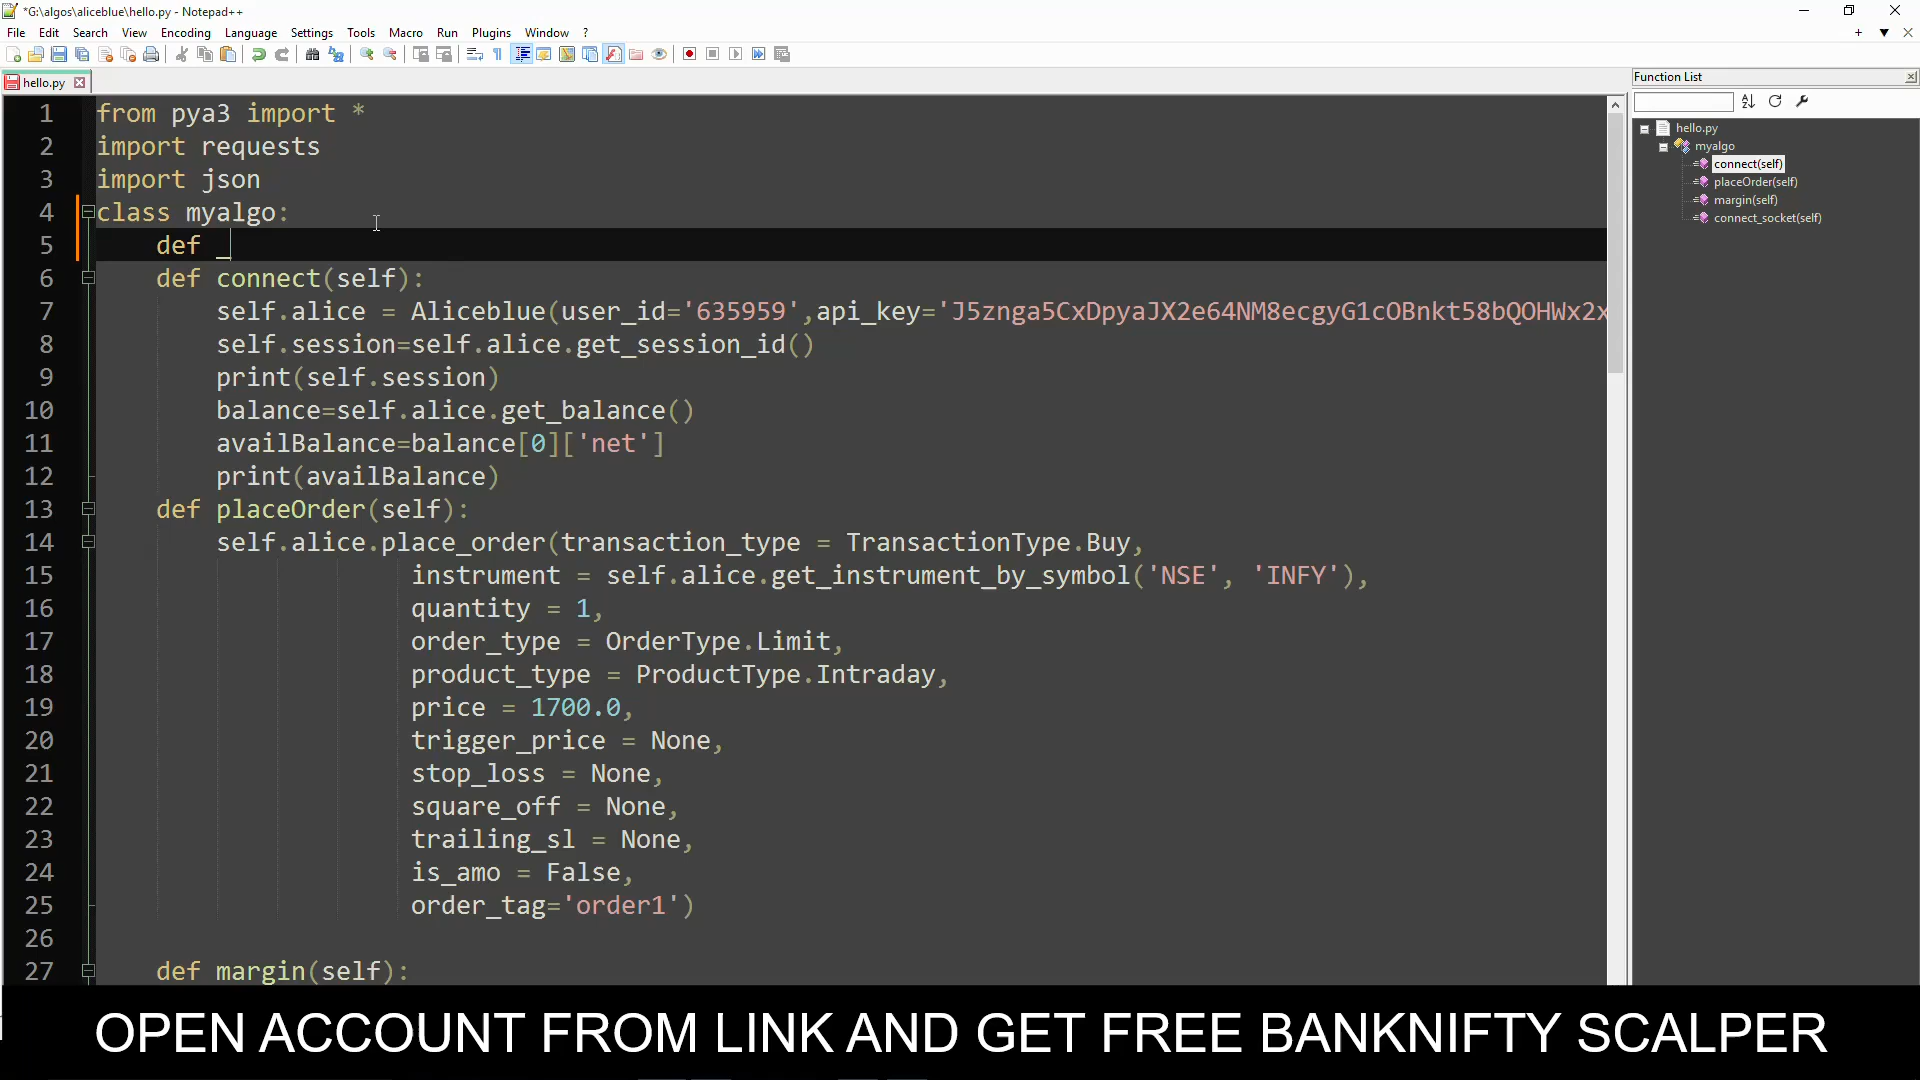 *G:\algos\aliceblue\hello.py - Notepad++
File Edit Search View Encoding Language Settings Tools Macro Run Plugins Window ?
hello.py
Function List
1 from pya3 import *
2 import requests
3 import json
4 class myalgo:
5 def _
6 def connect(self):
7 self.alice = Aliceblue(user_id='635959',api_key='J5znga5CxDpyaJX2e64NM8ecgyG1cOBnkt58bQOHWx2x
8 self.session=self.alice.get_session_id()
9 print(self.session)
10 balance=self.alice.get_balance()
11 availBalance=balance[0]['net']
12 print(availBalance)
13 def placeOrder(self):
14 self.alice.place_order(transaction_type = TransactionType.Buy,
15 instrument = self.alice.get_instrument_by_symbol('NSE', 'INFY'),
16 quantity = 1,
17 order_type = OrderType.Limit,
18 product_type = ProductType.Intraday,
19 price = 1700.0,
20 trigger_price = None,
21 stop_loss = None,
22 square_off = None,
23 trailing_sl = None,
24 is_amo = False,
25 order_tag='order1')
26
27 def margin(self):
hello.py
myalgo
connect(self)
placeOrder(self)
margin(self)
connect_socket(self)
OPEN ACCOUNT FROM LINK AND GET FREE BANKNIFTY SCALPER